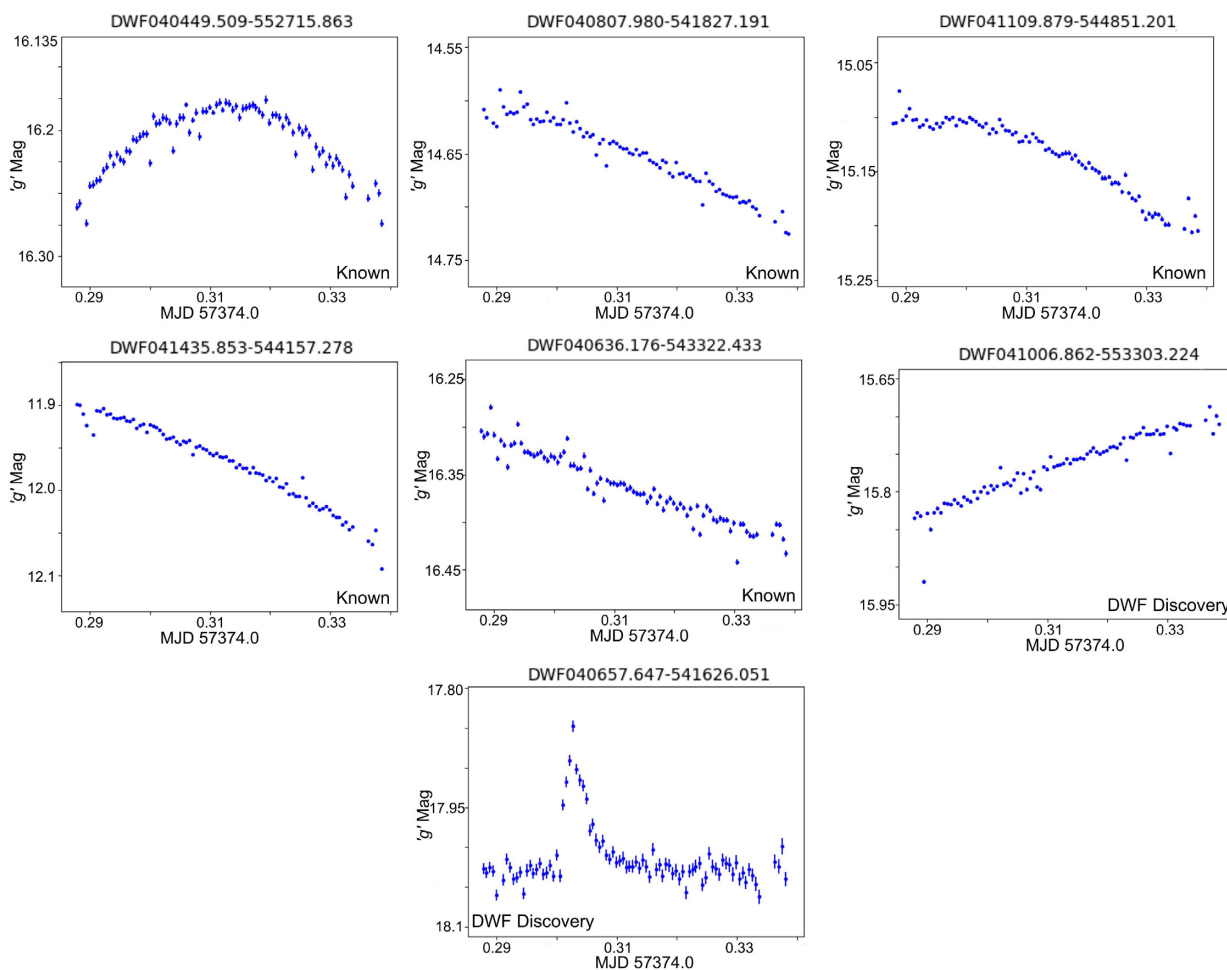 DWF040449.509-552715.863
16.135
16.2
16.30
'g' Mag
Known
0.29 0.31 0.33
MJD 57374.0
DWF040807.980-541827.191
14.55
14.65
14.75
'g' Mag
Known
0.29 0.31 0.33
MJD 57374.0
DWF041109.879-544851.201
15.05
15.15
15.25
'g' Mag
Known
0.29 0.31 0.33
MJD 57374.0
DWF041435.853-544157.278
11.9
12.0
12.1
'g' Mag
Known
0.29 0.31 0.33
MJD 57374.0
DWF040636.176-543322.433
16.25
16.35
16.45
'g' Mag
Known
0.29 0.31 0.33
MJD 57374.0
DWF041006.862-553303.224
15.65
15.8
15.95
'g' Mag
DWF Discovery
0.29 0.31 0.33
MJD 57374.0
DWF040657.647-541626.051
17.80
17.95
18.1
'g' Mag
DWF Discovery
0.29 0.31 0.33
MJD 57374.0